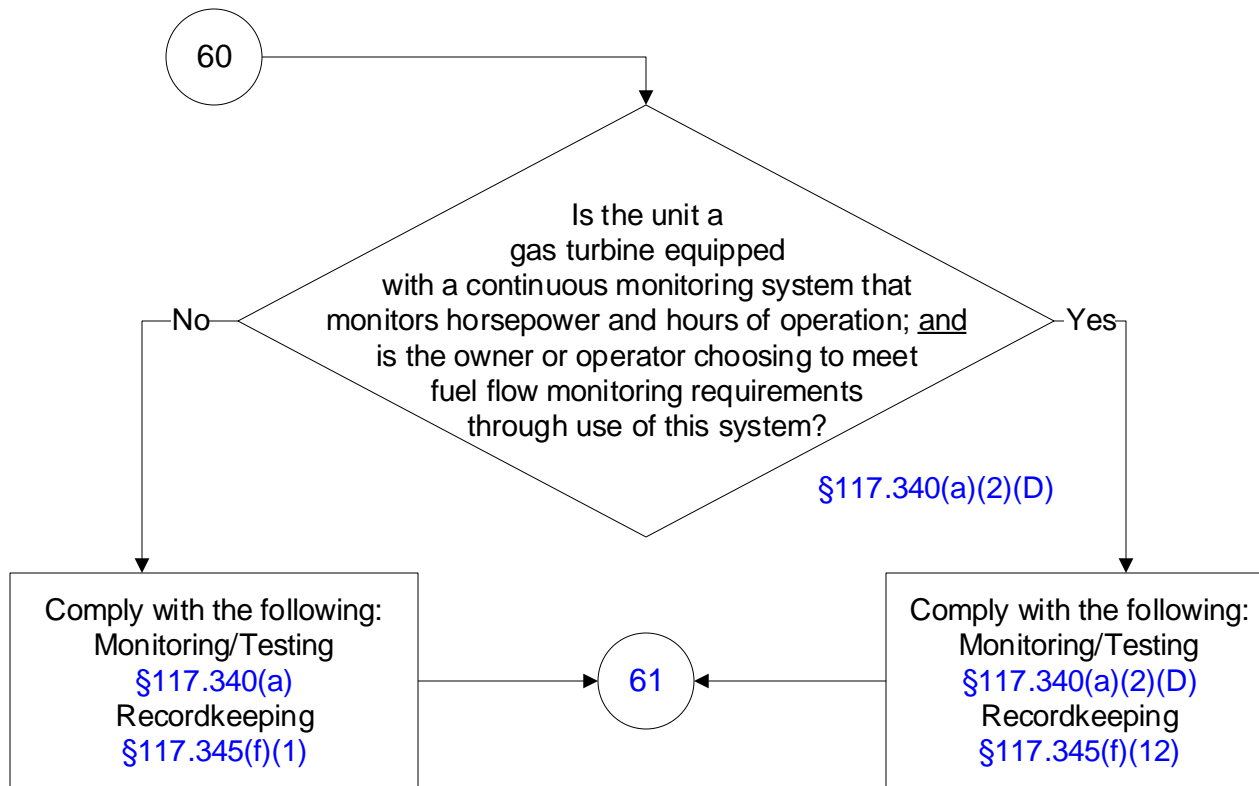 60
Is the unit a
gas turbine equipped
with a continuous monitoring system that
monitors horsepower and hours of operation; and
is the owner or operator choosing to meet
fuel flow monitoring requirements
through use of this system?
No
Yes
§117.340(a)(2)(D)
Comply with the following:
Monitoring/Testing
§117.340(a)
Recordkeeping
§117.345(f)(1)
61
Comply with the following:
Monitoring/Testing
§117.340(a)(2)(D)
Recordkeeping
§117.345(f)(12)